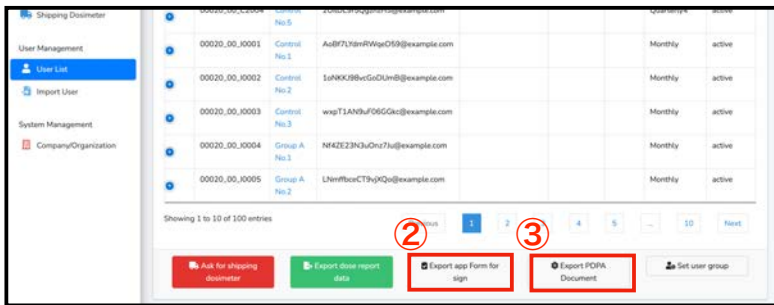 Shipping Dosimeter
User Management
User List
Import User
System Management
Company/Organization
No.5
00020_00_I0001 Control No.1 AoBf7LYdmRWqeO59@example.com Monthly active
00020_00_I0002 Control No.2 1oNKKJ98vcGoDUmB@example.com Monthly active
00020_00_I0003 Control No.3 wxpT1AN9uF06GGkc@example.com Monthly active
00020_00_I0004 Group A No.1 Nf4ZE23N3uOnz7Ju@example.com Monthly active
00020_00_I0005 Group A No.2 LNmffbceCT9vjXQo@example.com Monthly active
Showing 1 to 10 of 100 entries
1 2 4 5 ... 10 Next
② ③
Ask for shipping dosimeter
Export dose report data
Export app Form for sign
Export PDPA Document
Set user group